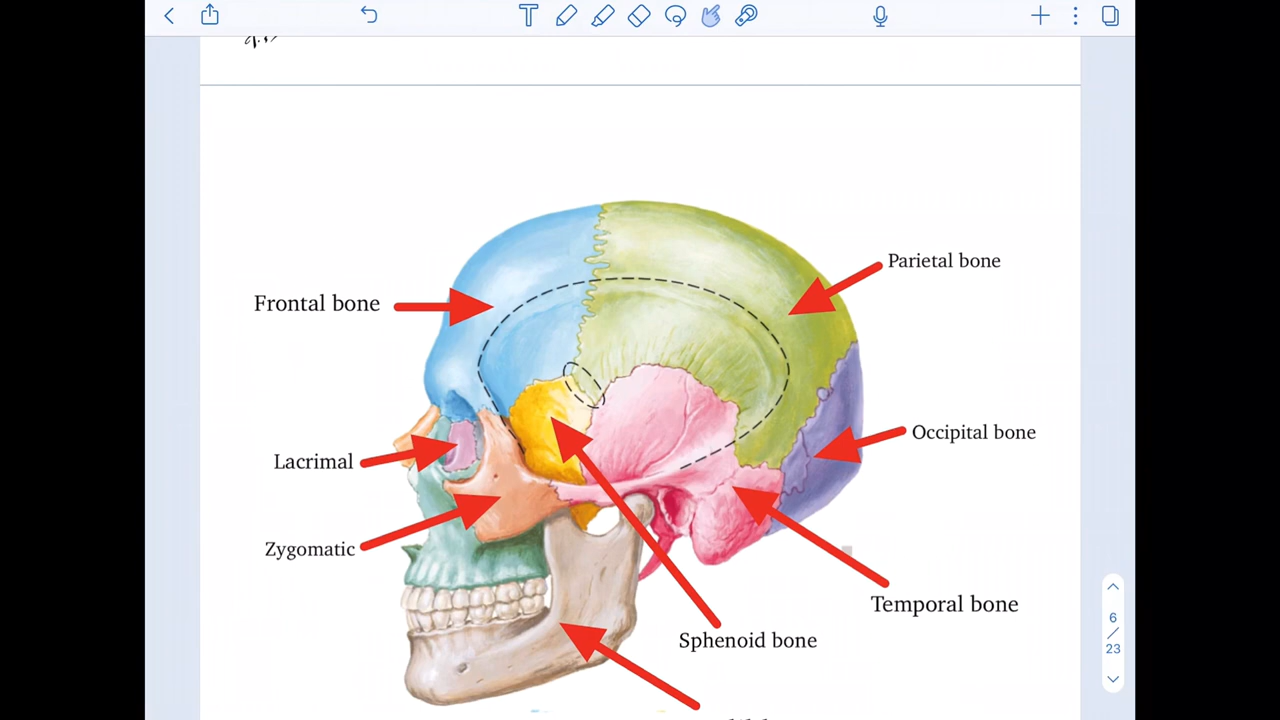 Parietal bone
Frontal bone
Occipital bone
Lacrimal
Zygomatic
Temporal bone
6
/
23
Sphenoid bone